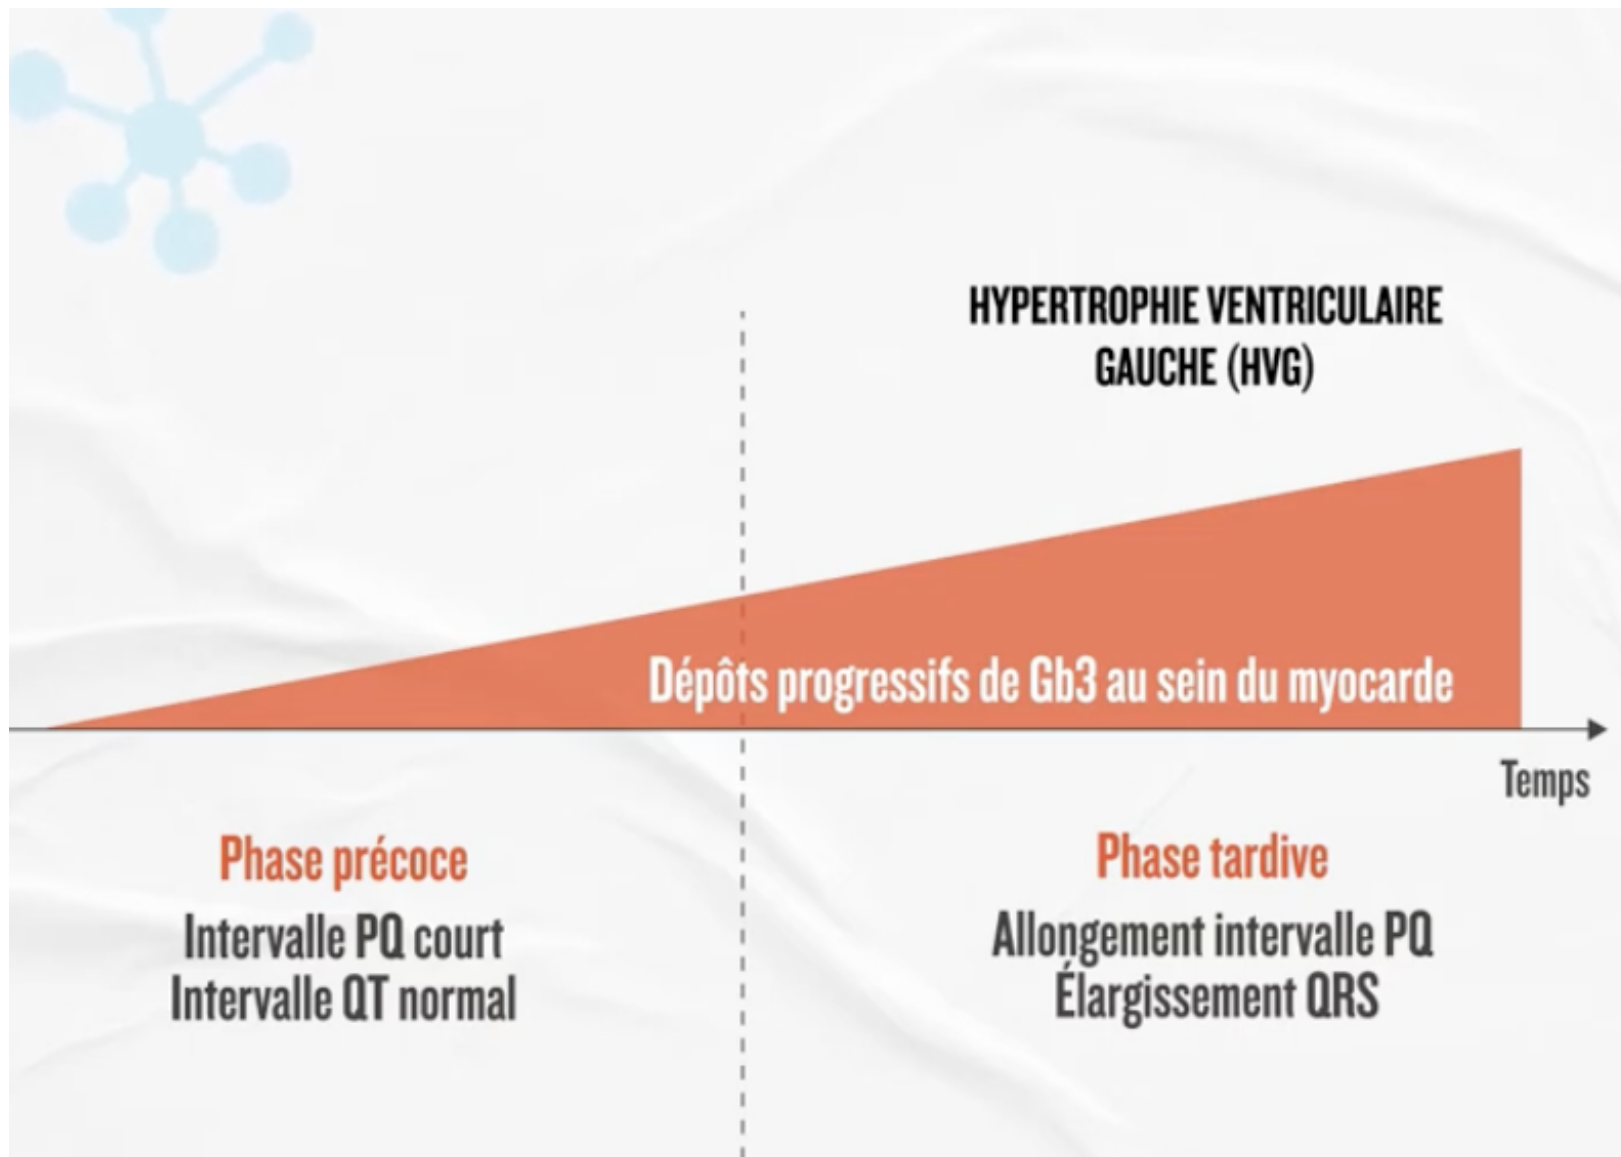 HYPERTROPHIE VENTRICULAIRE
GAUCHE (HVG)
Dépôts progressifs de Gb3 au sein du myocarde
Temps
Phase précoce
Intervalle PQ court
Intervalle QT normal
Phase tardive
Allongement intervalle PQ
Élargissement QRS